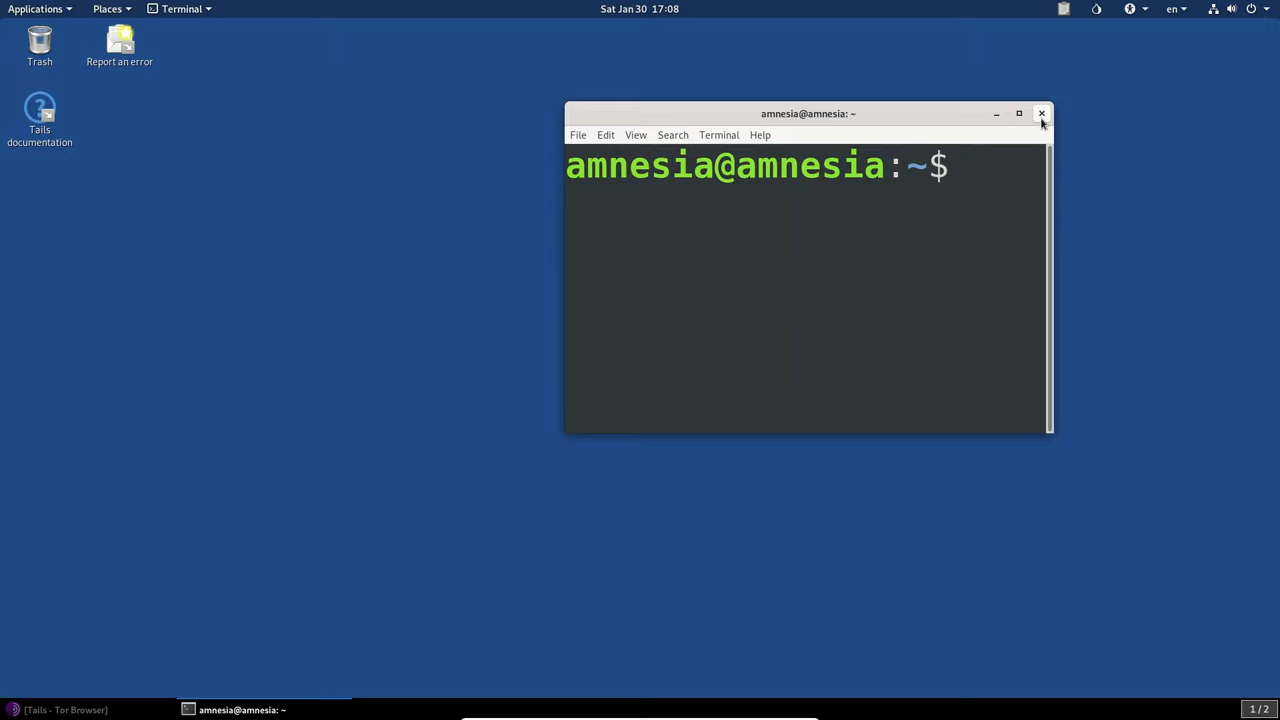 Applications Places Terminal Sat Jan 30 17:08 en
Trash
Report an error
Tails
documentation
amnesia@amnesia: ~
File Edit View Search Terminal Help
amnesia@amnesia:~$
[Tails - Tor Browser] amnesia@amnesia: ~ 1 / 2